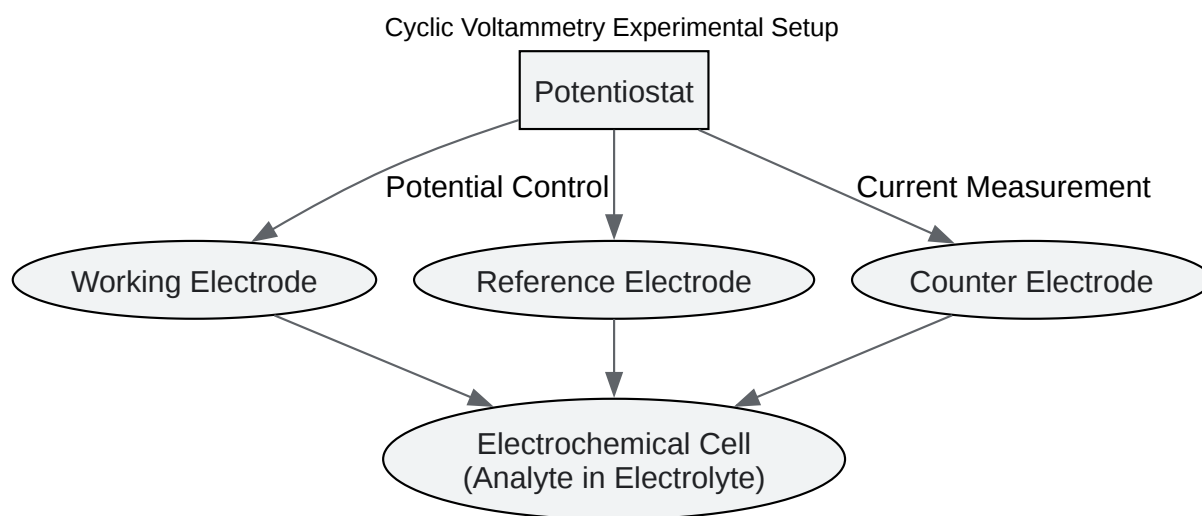 Cyclic Voltammetry Experimental Setup
Potentiostat
Potential Control
Current Measurement
Working Electrode
Reference Electrode
Counter Electrode
Electrochemical Cell
(Analyte in Electrolyte)